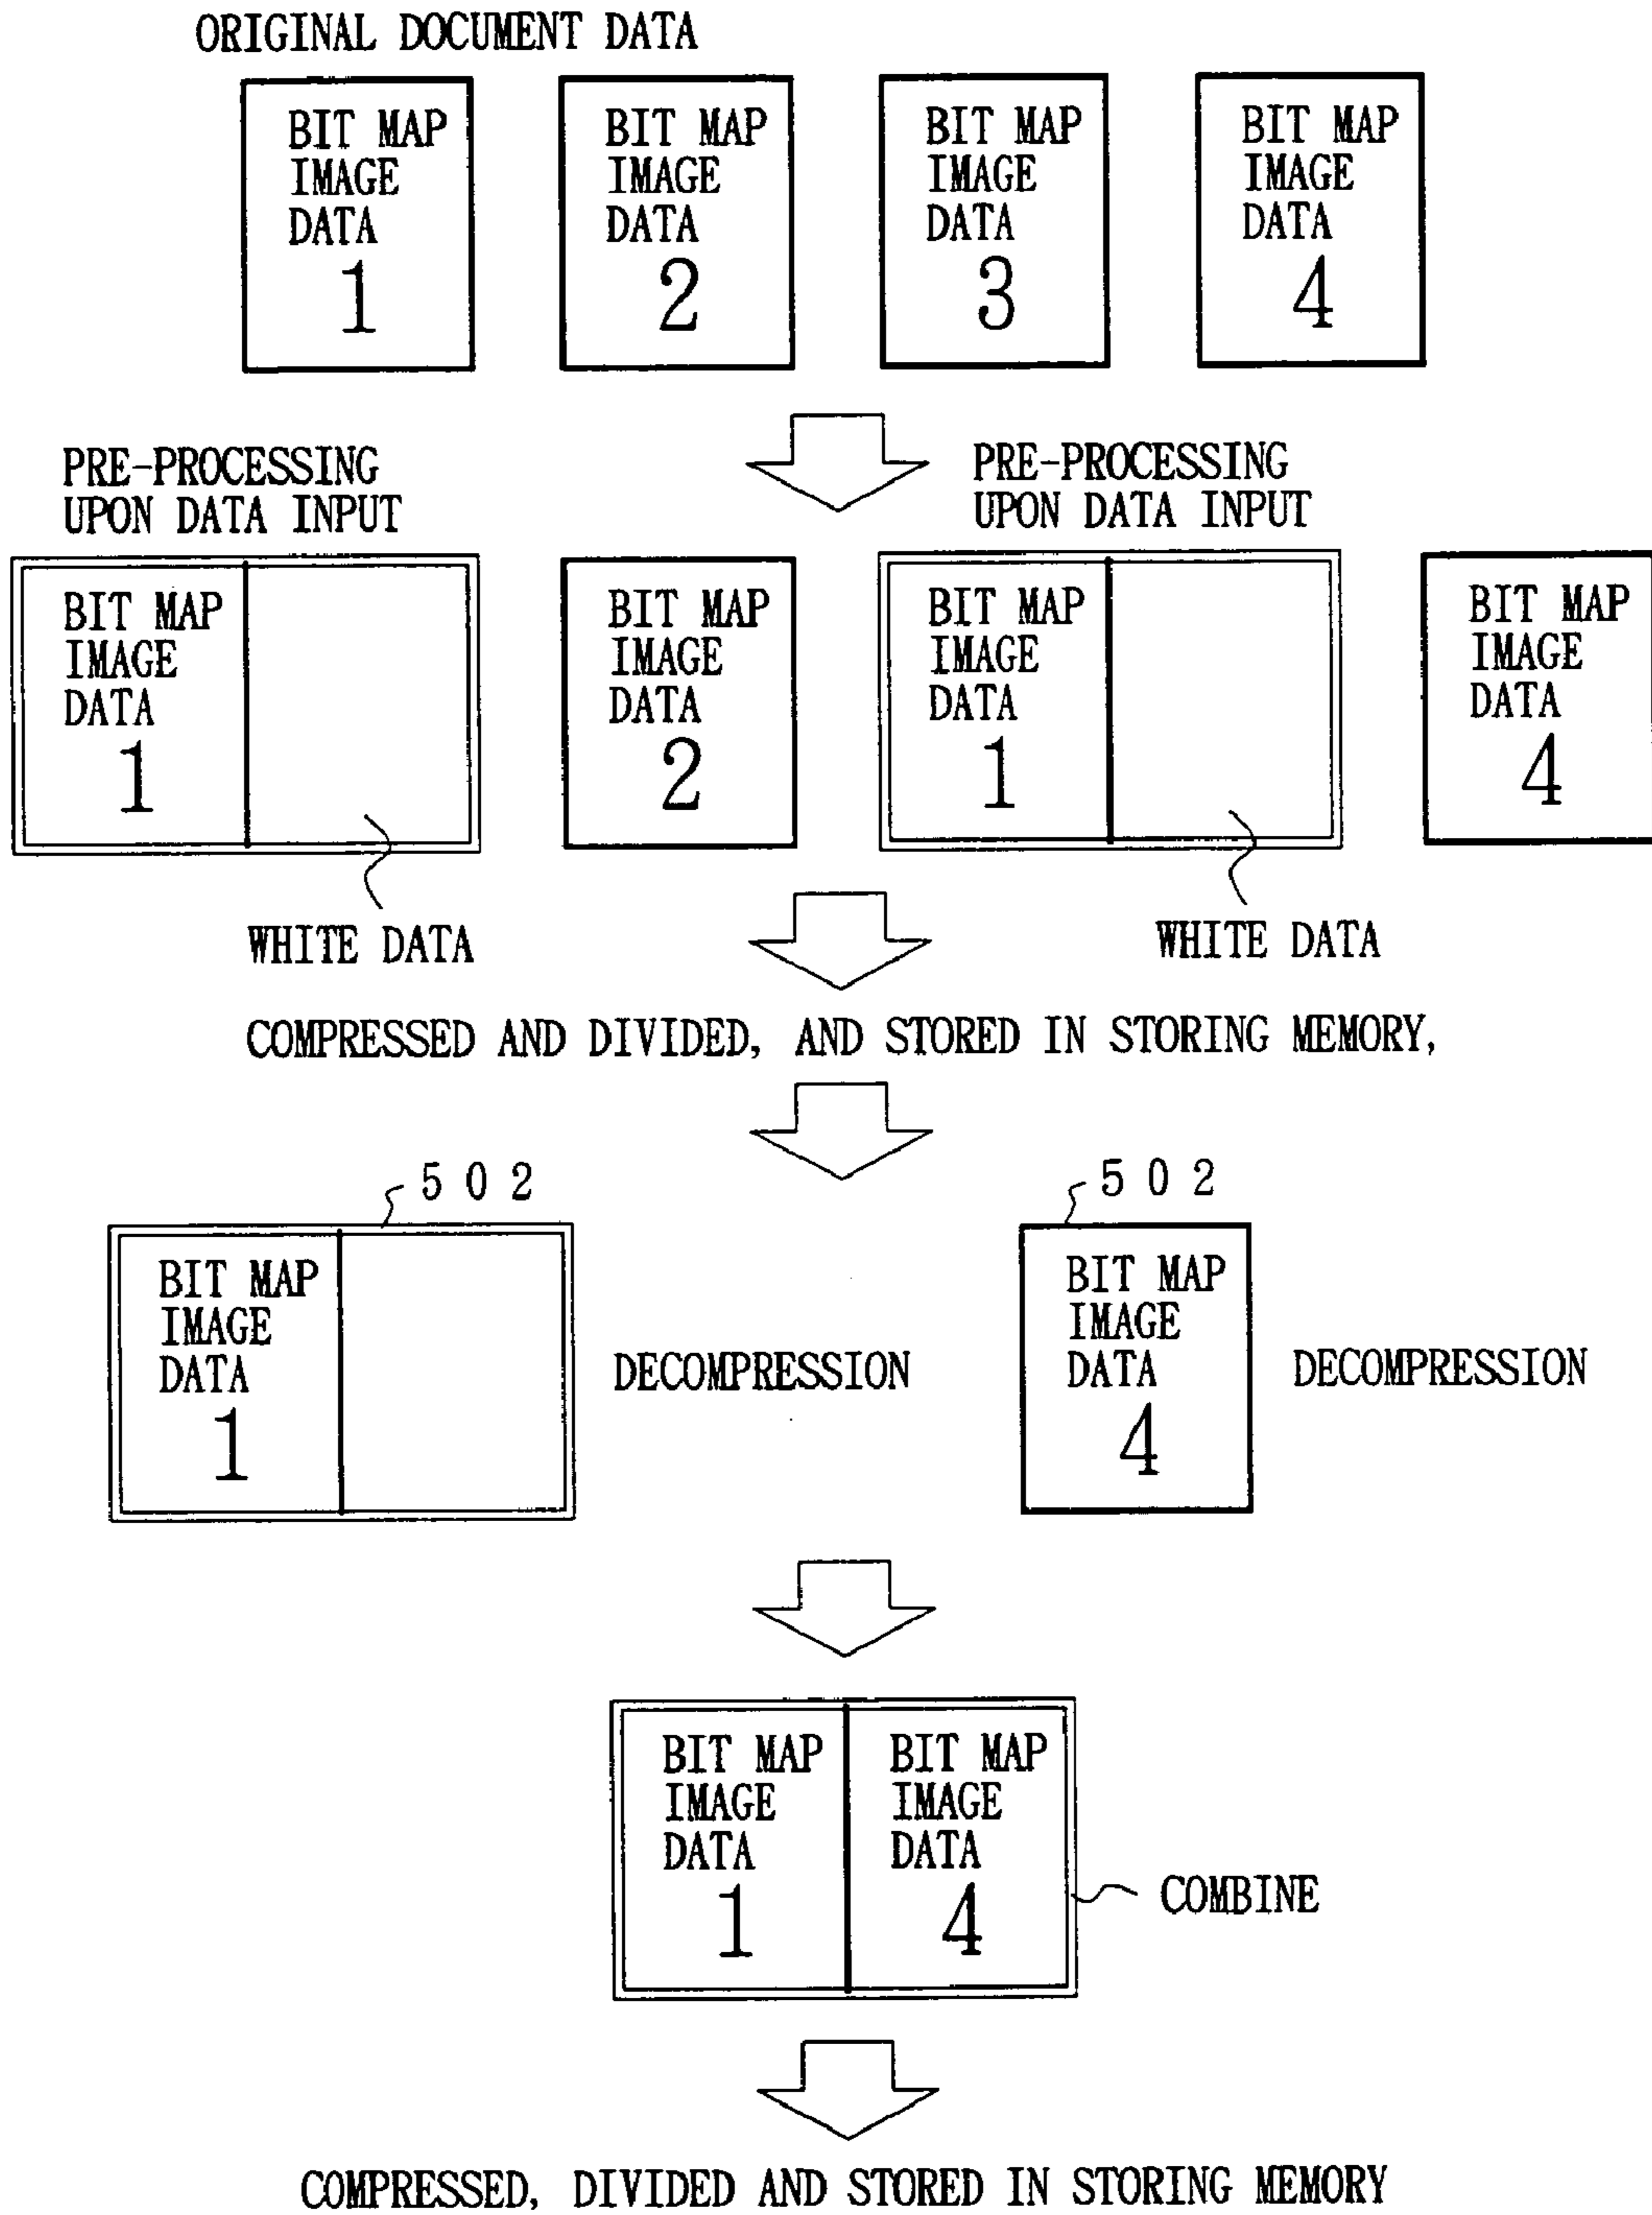 ORIGINAL DOCUMENT DATA
BIT MAP
IMAGE
DATA
1
BIT MAP
IMAGE
DATA
2
BIT MAP
IMAGE
DATA
3
BIT MAP
IMAGE
DATA
4
PRE-PROCESSING
UPON DATA INPUT
PRE-PROCESSING
UPON DATA INPUT
BIT MAP
IMAGE
DATA
1
BIT MAP
IMAGE
DATA
2
BIT MAP
IMAGE
DATA
1
BIT MAP
IMAGE
DATA
4
WHITE DATA
WHITE DATA
COMPRESSED AND DIVIDED, AND STORED IN STORING MEMORY,
502
502
BIT MAP
IMAGE
DATA
1
DECOMPRESSION
BIT MAP
IMAGE
DATA
4
DECOMPRESSION
BIT MAP
IMAGE
DATA
1
BIT MAP
IMAGE
DATA
4
COMBINE
COMPRESSED, DIVIDED AND STORED IN STORING MEMORY